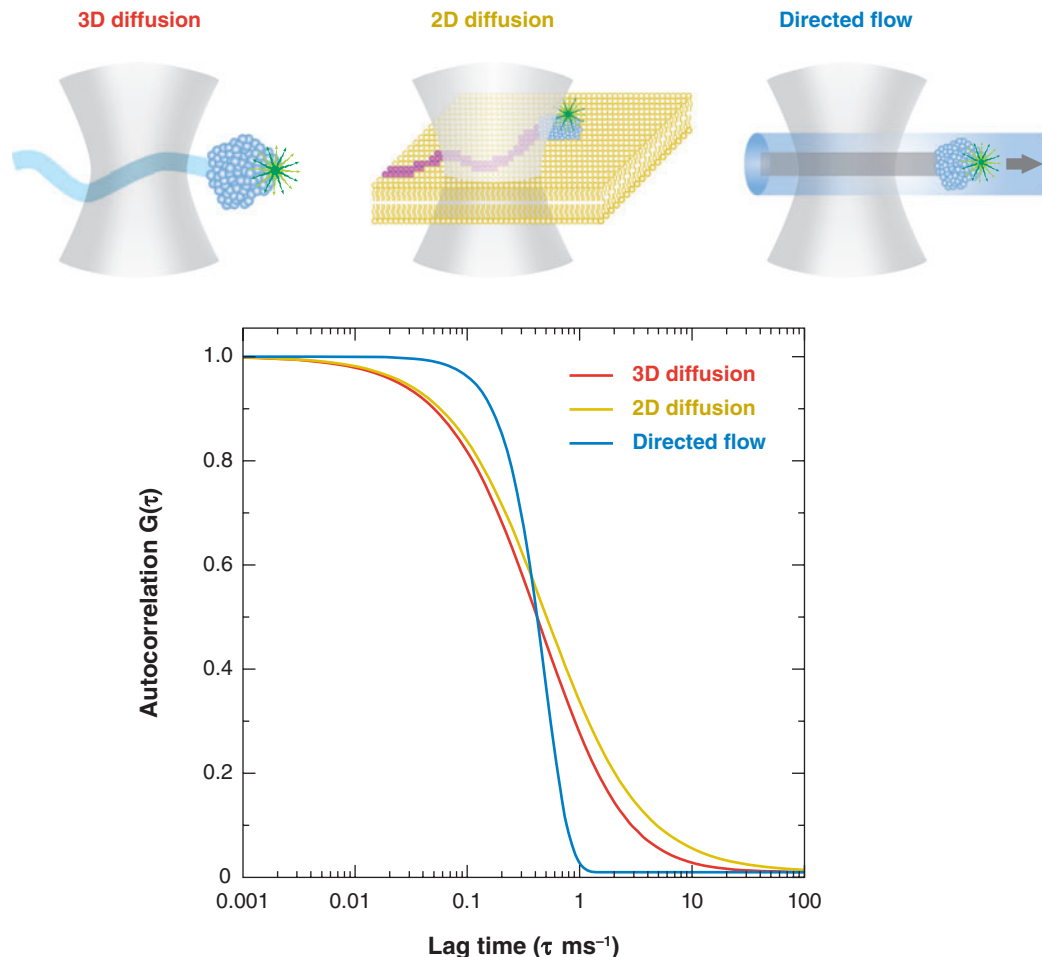 3D diffusion
2D diffusion
Directed flow
1.0
0.8
0.6
0.4
0.2
0
0.001
0.01
0.1
1
10
100
Autocorrelation G(τ)
Lag time (τ ms⁻¹)
3D diffusion
2D diffusion
Directed flow